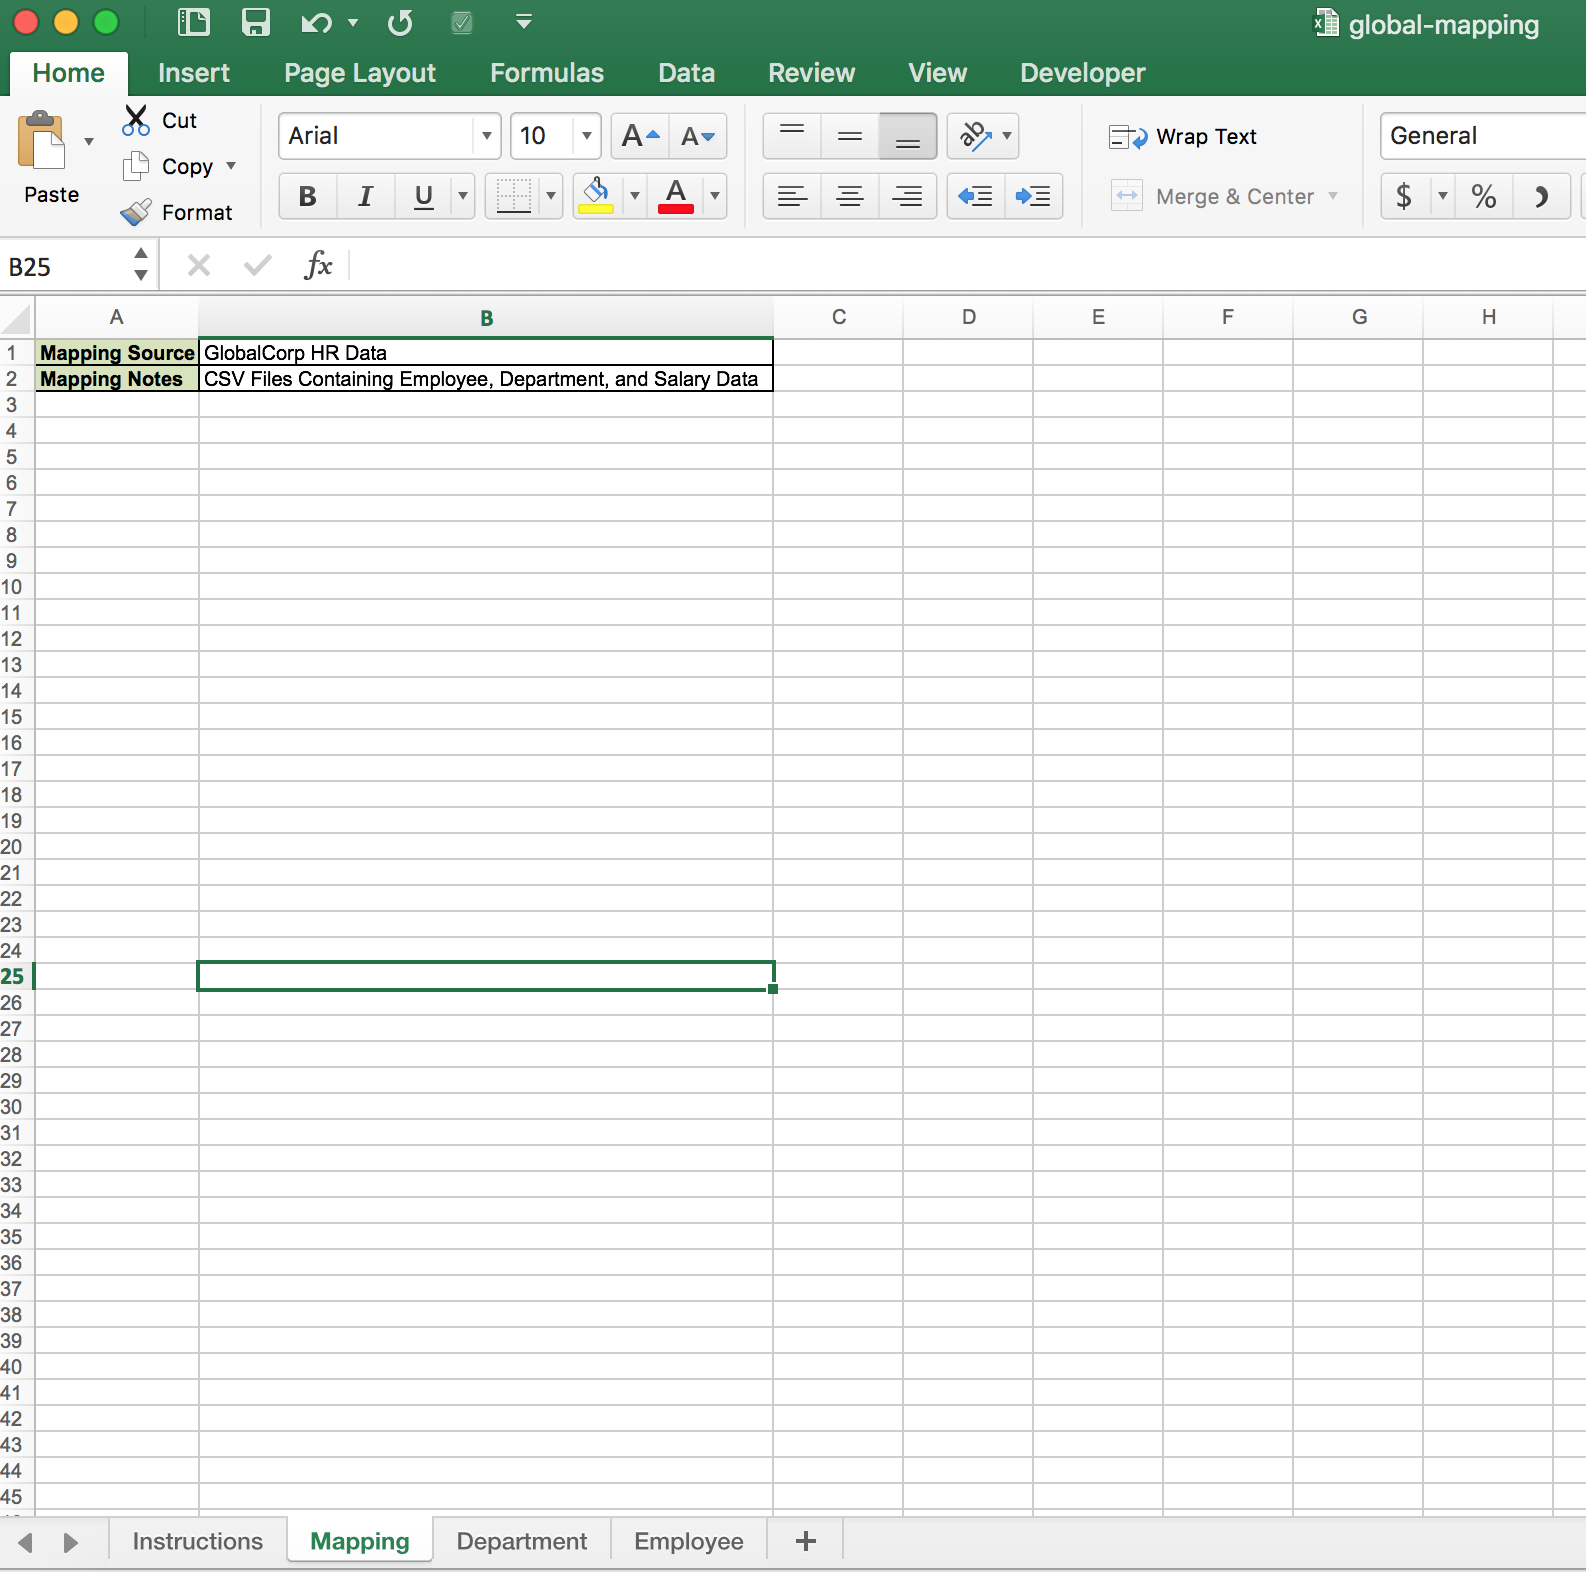 global-mapping
Home Insert Page Layout Formulas Data Review View Developer
Paste
Cut
Copy
Format
Arial 10 A A
B I U A
ab
Wrap Text
Merge & Center
General
$ % ,
B25 fx
A B C D E F G H
1 Mapping Source GlobalCorp HR Data
2 Mapping Notes CSV Files Containing Employee, Department, and Salary Data
3
4
5
6
7
8
9
10
11
12
13
14
15
16
17
18
19
20
21
22
23
24
25
26
27
28
29
30
31
32
33
34
35
36
37
38
39
40
41
42
43
44
45
Instructions Mapping Department Employee +